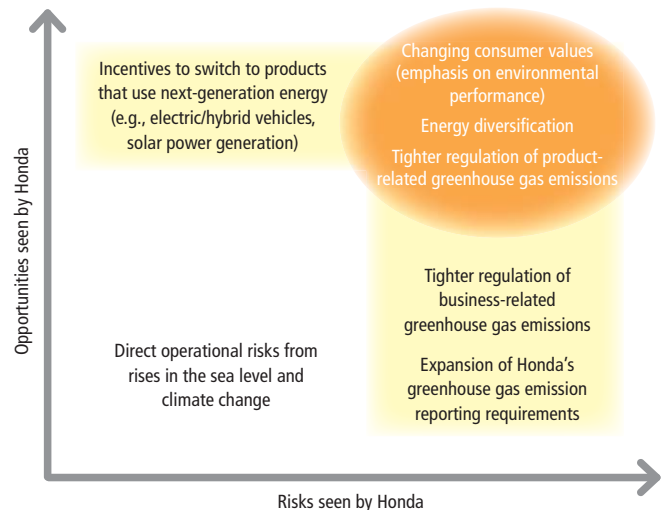 Opportunities seen by Honda
Incentives to switch to products
that use next-generation energy
(e.g., electric/hybrid vehicles,
solar power generation)
Changing consumer values
(emphasis on environmental
performance)
Energy diversification
Tighter regulation of product-
related greenhouse gas emissions
Direct operational risks from
rises in the sea level and
climate change
Tighter regulation of
business-related
greenhouse gas emissions
Expansion of Honda’s
greenhouse gas emission
reporting requirements
Risks seen by Honda